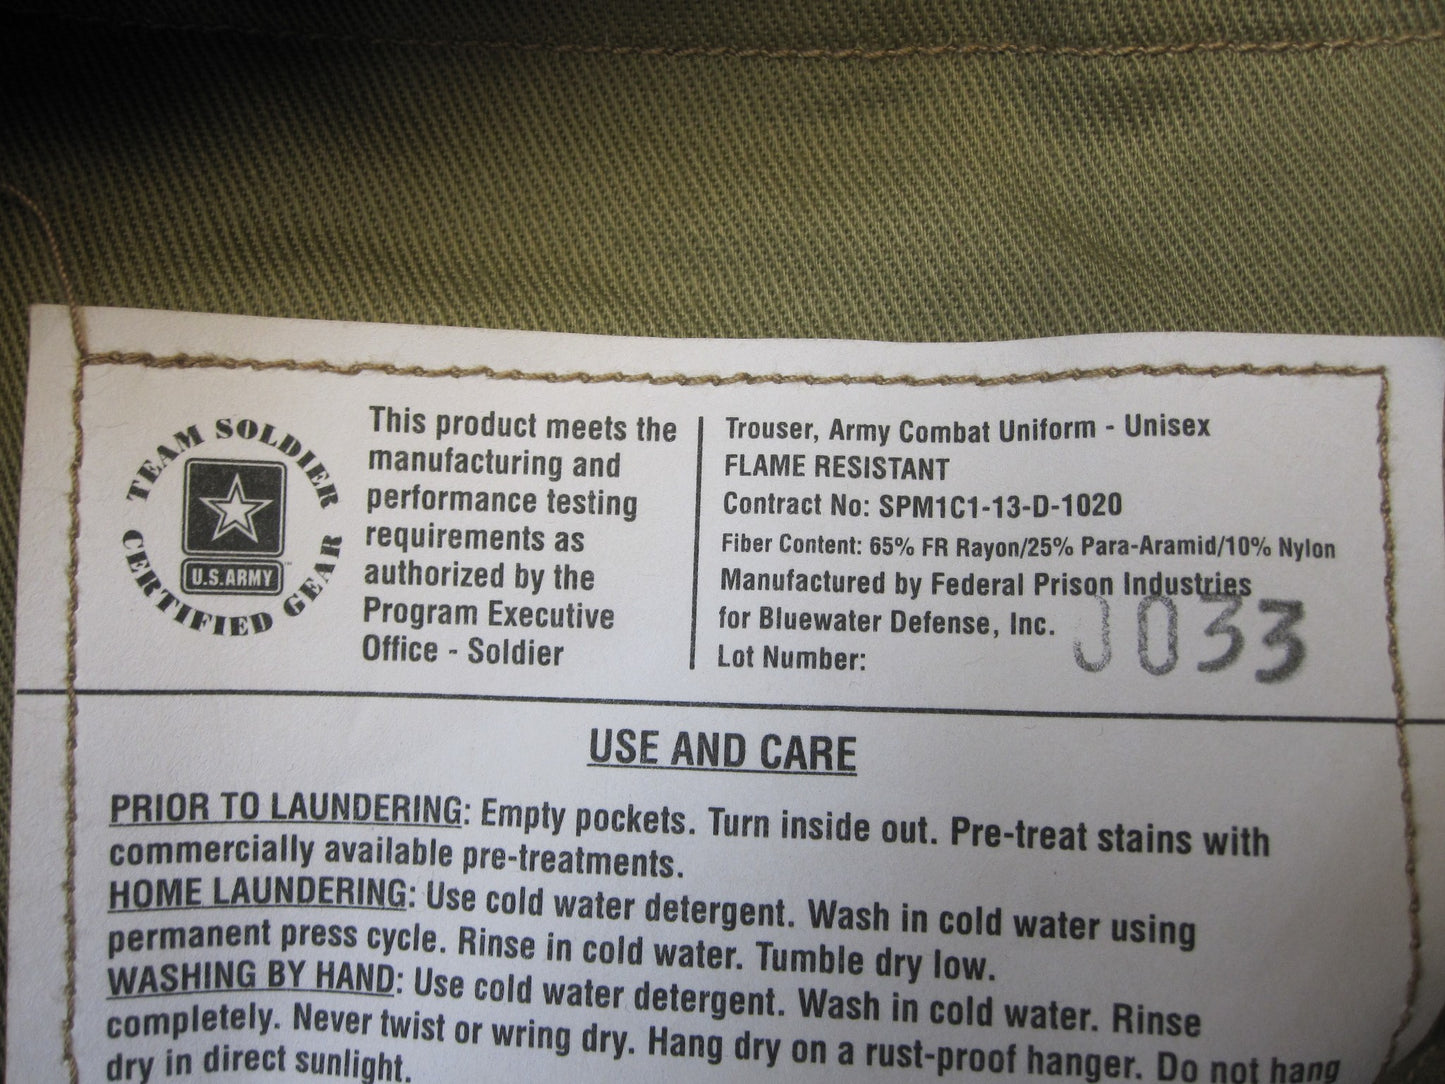 TEAM SOLDIER
U.S.ARMY
CERTIFIED GEAR
This product meets the
manufacturing and
performance testing
requirements as
authorized by the
Program Executive
Office - Soldier
Trouser, Army Combat Uniform - Unisex
FLAME RESISTANT
Contract No: SPM1C1-13-D-1020
Fiber Content: 65% FR Rayon/25% Para-Aramid/10% Nylon
Manufactured by Federal Prison Industries
for Bluewater Defense, Inc.
Lot Number: J033
USE AND CARE
PRIOR TO LAUNDERING: Empty pockets. Turn inside out. Pre-treat stains with
commercially available pre-treatments.
HOME LAUNDERING: Use cold water detergent. Wash in cold water using
permanent press cycle. Rinse in cold water. Tumble dry low.
WASHING BY HAND: Use cold water detergent. Wash in cold water. Rinse
completely. Never twist or wring dry. Hang dry on a rust-proof hanger. Do not hang
dry in direct sunlight.